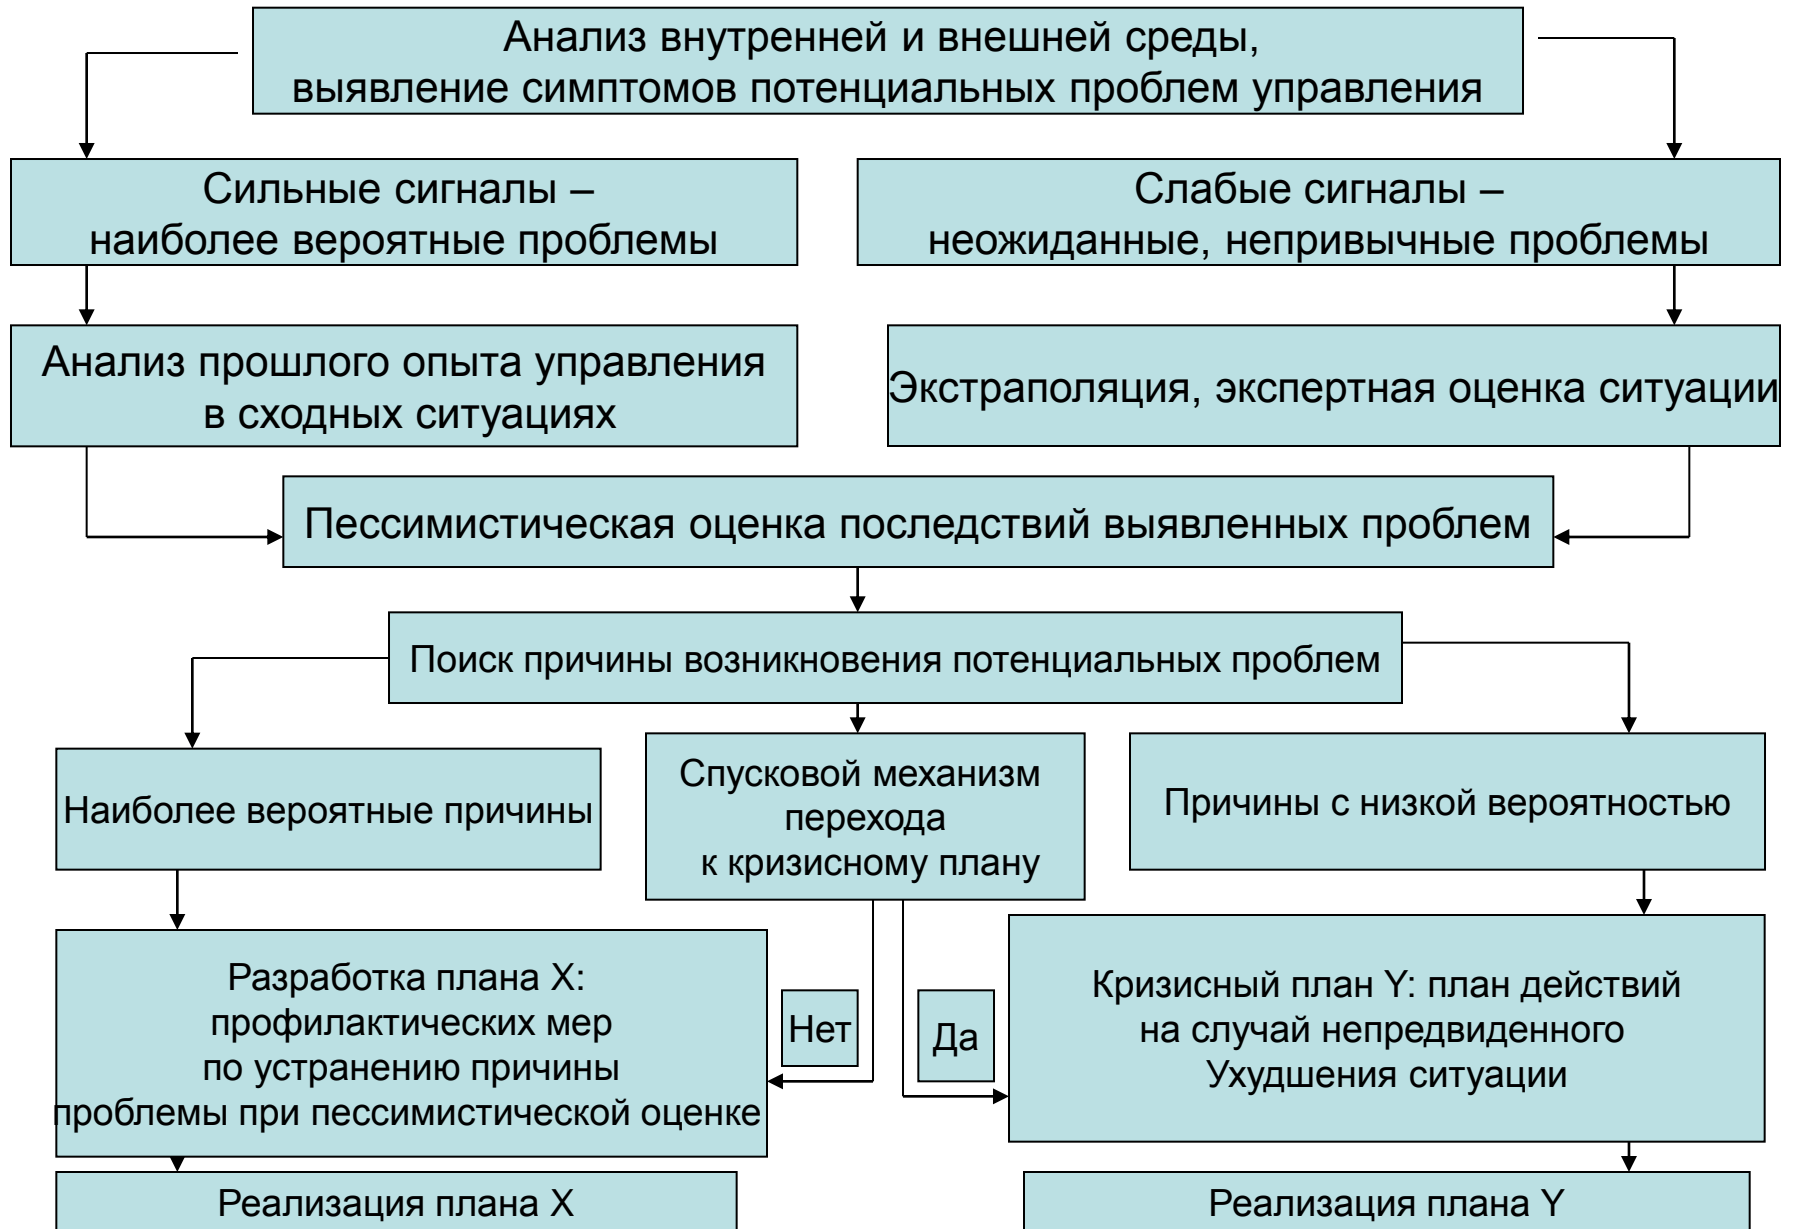 Анализ внутренней и внешней среды,
выявление симптомов потенциальных проблем управления
Сильные сигналы –
наиболее вероятные проблемы
Слабые сигналы –
неожиданные, непривычные проблемы
Анализ прошлого опыта управления
в сходных ситуациях
Экстраполяция, экспертная оценка ситуации
Пессимистическая оценка последствий выявленных проблем
Поиск причины возникновения потенциальных проблем
Наиболее вероятные причины
Спусковой механизм
перехода
к кризисному плану
Причины с низкой вероятностью
Разработка плана X:
профилактических мер
по устранению причины
проблемы при пессимистической оценке
Нет
Да
Кризисный план Y: план действий
на случай непредвиденного
Ухудшения ситуации
Реализация плана X
Реализация плана Y